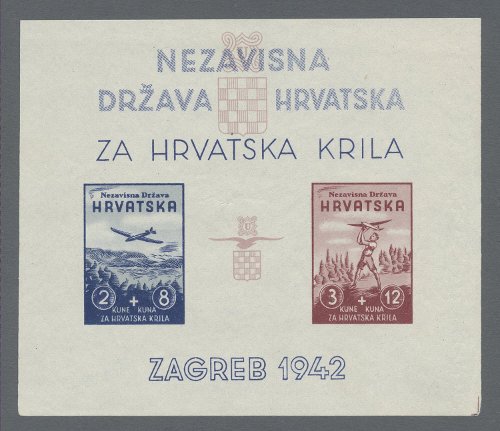 NEZAVISNA
DRŽAVA HRVATSKA
ZA HRVATSKA KRILA
Nezavisna Država
HRVATSKA
2 + 8
KUNE KUNA
ZA HRVATSKA KRILA
Nezavisna Država
HRVATSKA
3 + 12
KUNE KUNA
ZA HRVATSKA KRILA
ZAGREB 1942